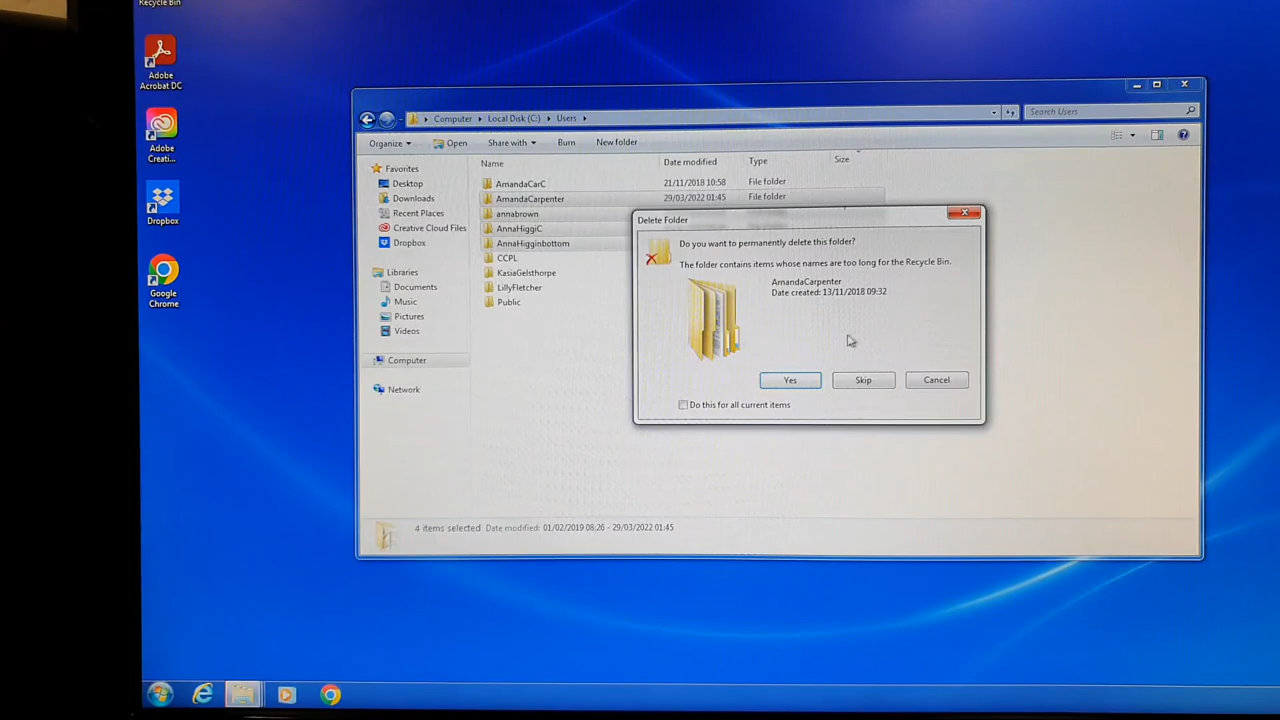 Recycle Bin
Adobe
Acrobat DC
Adobe
Creati...
Dropbox
Google
Chrome
Computer Local Disk (C:) Users
Search Users
Organize Open Share with Burn New folder
Name Date modified Type Size
Favorites
Desktop
Downloads
Recent Places
Creative Cloud Files
Dropbox
Libraries
Documents
Music
Pictures
Videos
Computer
Network
AmandaCarC 21/11/2018 10:58 File folder
AmandaCarpenter 29/03/2022 01:45 File folder
annabrown
AnnaHiggiC
AnnaHigginbottom
CCPL
KasiaGelsthorpe
LillyFletcher
Public
Delete Folder
Do you want to permanently delete this folder?
The folder contains items whose names are too long for the Recycle Bin.
AmandaCarpenter
Date created: 13/11/2018 09:32
Yes Skip Cancel
Do this for all current items
4 items selected Date modified: 01/02/2019 08:26 - 29/03/2022 01:45